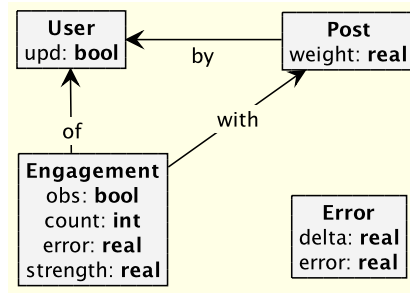 User
upd: bool
Post
weight: real
by
of
with
Engagement
obs: bool
count: int
error: real
strength: real
Error
delta: real
error: real